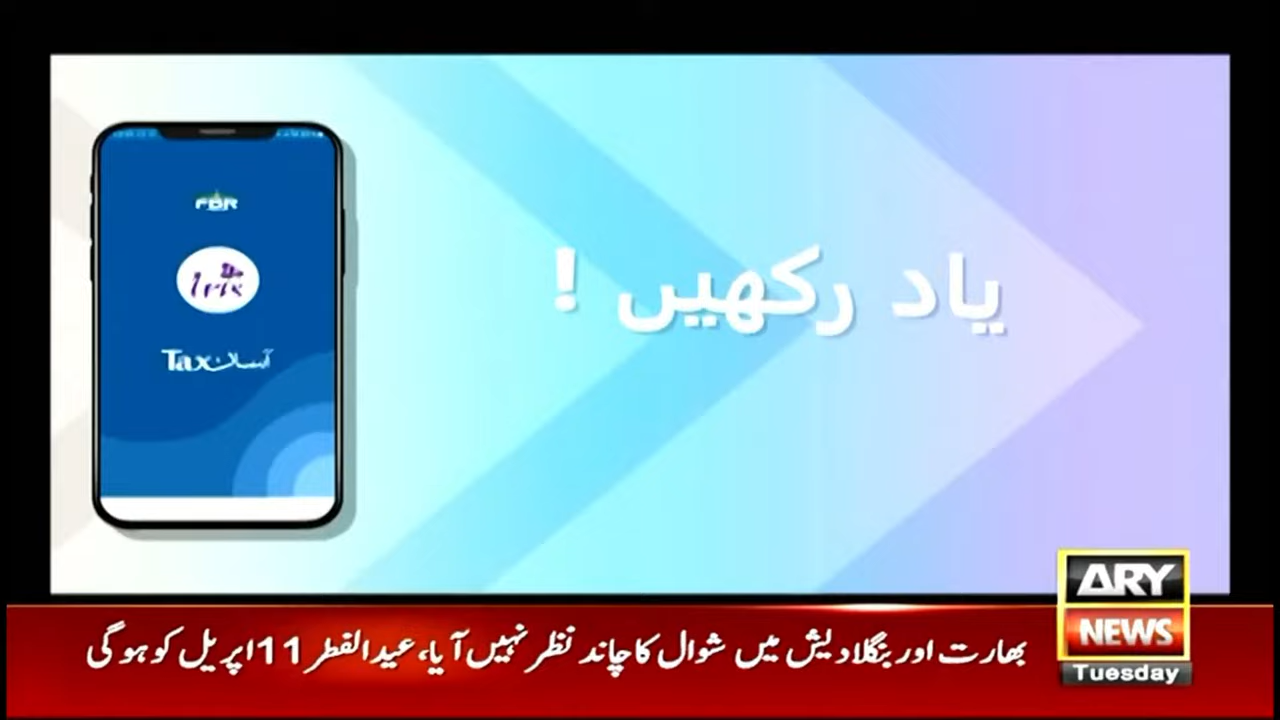 FBR
Iris
Tax آسان
یاد رکھیں !
ARY
NEWS
Tuesday
بھارت اور بنگلادیش میں شوال کا چاند نظر نہیں آیا، عیدالفطر 11 اپریل کو ہوگی